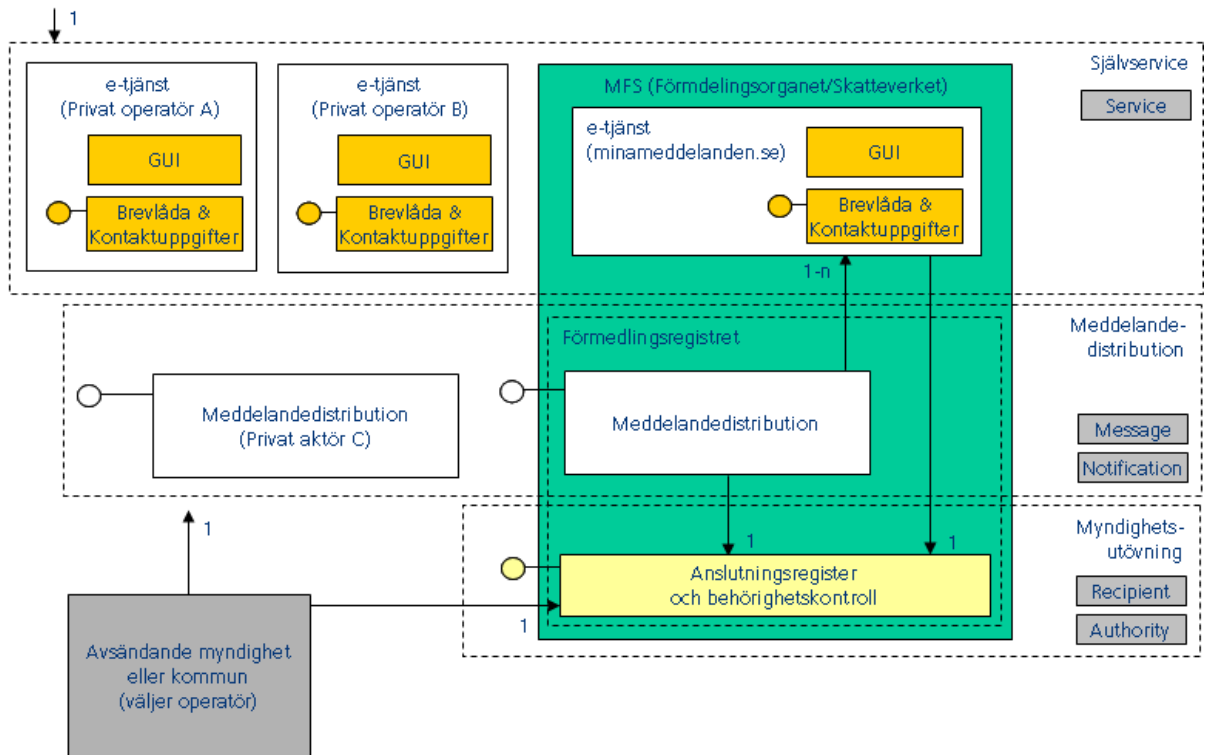 1
Självservice
Service
e-tjänst
(Privat operatör A)
GUI
Brevlåda &
Kontaktuppgifter
e-tjänst
(Privat operatör B)
GUI
Brevlåda &
Kontaktuppgifter
MFS (Förmdelingsorganet/Skatteverket)
e-tjänst
(minameddelanden.se)
GUI
Brevlåda &
Kontaktuppgifter
1-n
Meddelande-
distribution
Message
Notification
Förmedlingsregistret
Meddelandedistribution
(Privat aktör C)
Meddelandedistribution
1
1
1
Myndighets-
utövning
Recipient
Authority
Anslutningsregister
och behörighetskontroll
1
Avsändande myndighet
eller kommun
(väljer operatör)